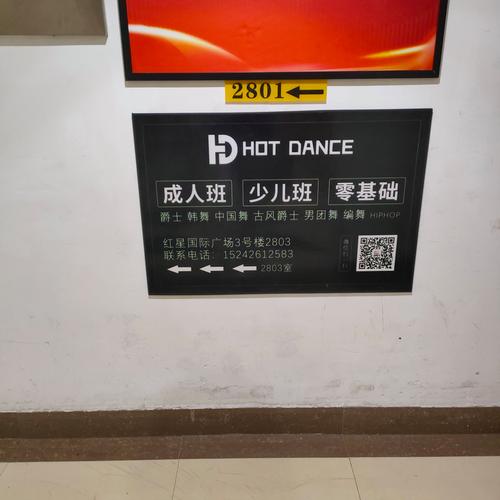 2801
HD HOT DANCE
成人班 少儿班 零基础
爵士 韩舞 中国舞 古风爵士 男团舞 编舞 HIPHOP
红星国际广场3号楼2803
联系电话：15242612583
2803室